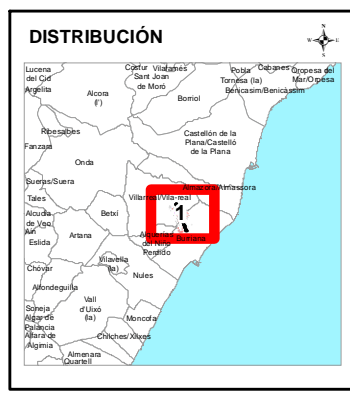 DISTRIBUCIÓN
N
W
E
S
Lucena
del Cid
Argelita
Alcora
(l')
Costur
Vilafamés
Sant Joan
de Moró
Borriol
Pobla
Tornesa (la)
Cabanes
Oropesa del
Mar/Orpesa
Benicasim/Benicàssim
Ribesalbes
Fanzara
Onda
Castellón de la
Plana/Castelló
de la Plana
Sueras/Suera
Tales
Alcudia
de Veo
Aín
Eslida
Artana
Betxí
Villarreal/Vila-real
Almazora/Almassora
1
Alquerías
del Niño
Perdido
Burriana
Chóvar
Vilavella
(la)
Nules
Alfondeguilla
Vall
d'Uixó
(la)
Moncofa
Soneja
Algar de
Palancia
Alfara de
Algimia
Chilches/Xilxes
Almenara
Quartell